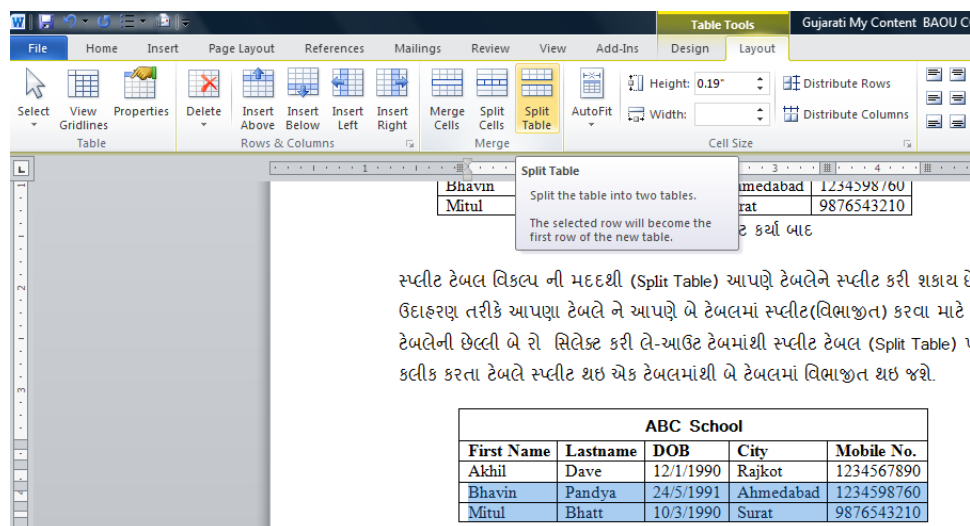 Table Tools
Gujarati My Content BAOU
File Home Insert Page Layout References Mailings Review View Add-Ins Design Layout
Select
View Gridlines
Properties
Delete
Insert Above
Insert Below
Insert Left
Insert Right
Merge Cells
Split Cells
Split Table
AutoFit
Height: 0.19"
Width:
Distribute Rows
Distribute Columns
Table
Rows & Columns
Merge
Cell Size
Split Table
Split the table into two tables.
The selected row will become the
first row of the new table.
Bhavin 1234598760
Mitul 9876543210
કર્યા બાદ
સ્પ્લીટ ટેબલ વિકલ્પ ની મદદથી (Split Table) આપણે ટેબલેને સ્પ્લીટ કરી શકાય
ઉદાહરણ તરીકે આપણા ટેબલે ને આપણે બે ટેબલમાં સ્પ્લીટ(વિભાજીત) કરવા માટે
ટેબલેની છેલ્લી બે રો સિલેક્ટ કરી લે-આઉટ ટેબમાંથી સ્પ્લીટ ટેબલ (Split Table)
કલીક કરતા ટેબલે સ્પ્લીટ થઇ એક ટેબલમાંથી બે ટેબલમાં વિભાજીત થઇ જશે.
ABC School
First Name Lastname DOB City Mobile No.
Akhil Dave 12/1/1990 Rajkot 1234567890
Bhavin Pandya 24/5/1991 Ahmedabad 1234598760
Mitul Bhatt 10/3/1990 Surat 9876543210